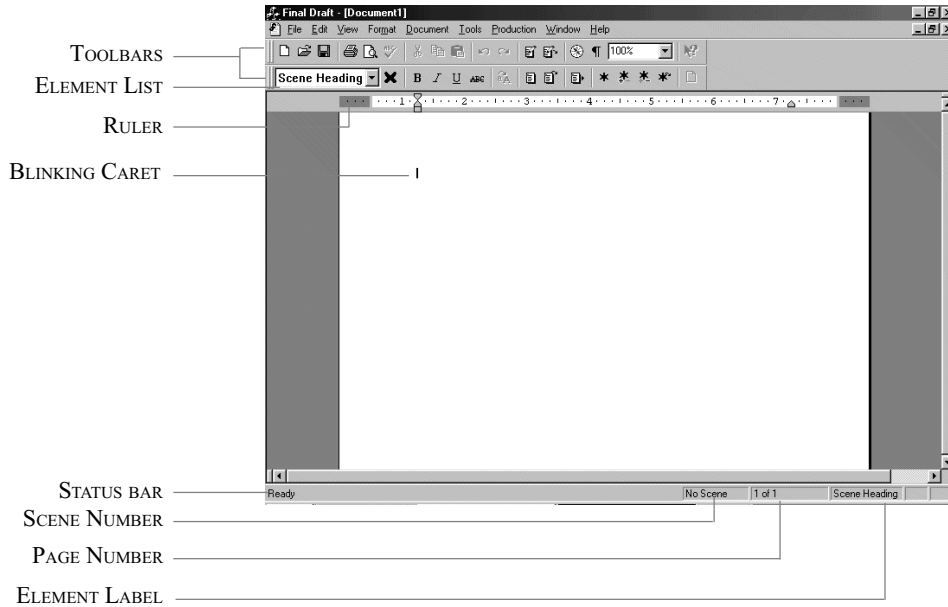 Final Draft - [Document1]
File Edit View Format Document Tools Production Window Help
TOOLBARS
100%
ELEMENT LIST
Scene Heading
B I U ABC
RULER
1 2 3 4 5 6 7
BLINKING CARET
STATUS BAR
Ready No Scene 1 of 1 Scene Heading
SCENE NUMBER
PAGE NUMBER
ELEMENT LABEL